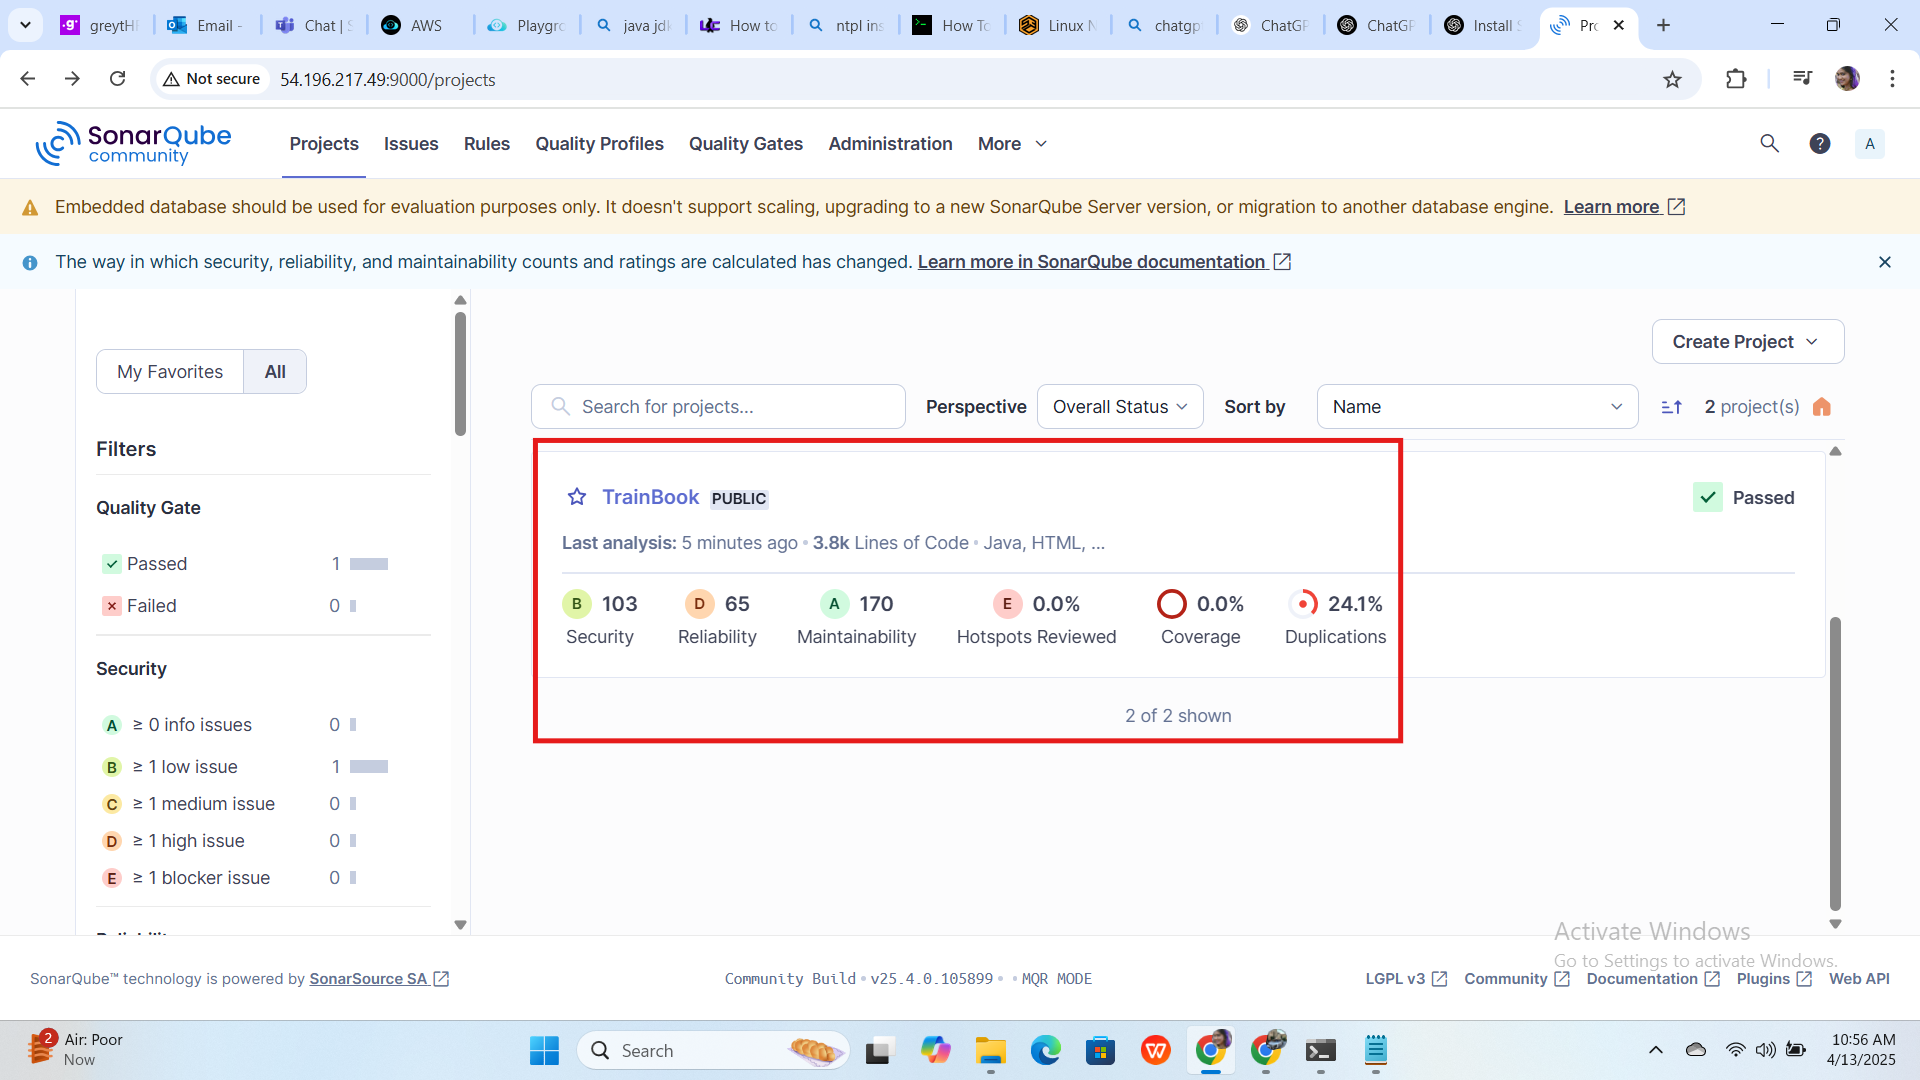 greytHR
Email -
Chat | S
AWS
Playgro
java jdk
How to
ntpl ins
How To
Linux N
chatgp
ChatGP
ChatGP
Install S
Pro
Not secure
54.196.217.49:9000/projects
SonarQube
community
Projects
Issues
Rules
Quality Profiles
Quality Gates
Administration
More
?
A
Embedded database should be used for evaluation purposes only. It doesn't support scaling, upgrading to a new SonarQube Server version, or migration to another database engine. Learn more
The way in which security, reliability, and maintainability counts and ratings are calculated has changed. Learn more in SonarQube documentation
My Favorites
All
Create Project
Search for projects...
Perspective
Overall Status
Sort by
Name
2 project(s)
Filters
Quality Gate
Passed 1
Failed 0
Security
A ≥ 0 info issues 0
B ≥ 1 low issue 1
C ≥ 1 medium issue 0
D ≥ 1 high issue 0
E ≥ 1 blocker issue 0
TrainBook PUBLIC
Passed
Last analysis: 5 minutes ago • 3.8k Lines of Code • Java, HTML, ...
B 103
Security
D 65
Reliability
A 170
Maintainability
E 0.0%
Hotspots Reviewed
0.0%
Coverage
24.1%
Duplications
2 of 2 shown
Activate Windows
Go to Settings to activate Windows.
SonarQube™ technology is powered by SonarSource SA
Community Build • v25.4.0.105899 • • MQR MODE
LGPL v3
Community
Documentation
Plugins
Web API
2
Air: Poor
Now
Search
10:56 AM
4/13/2025